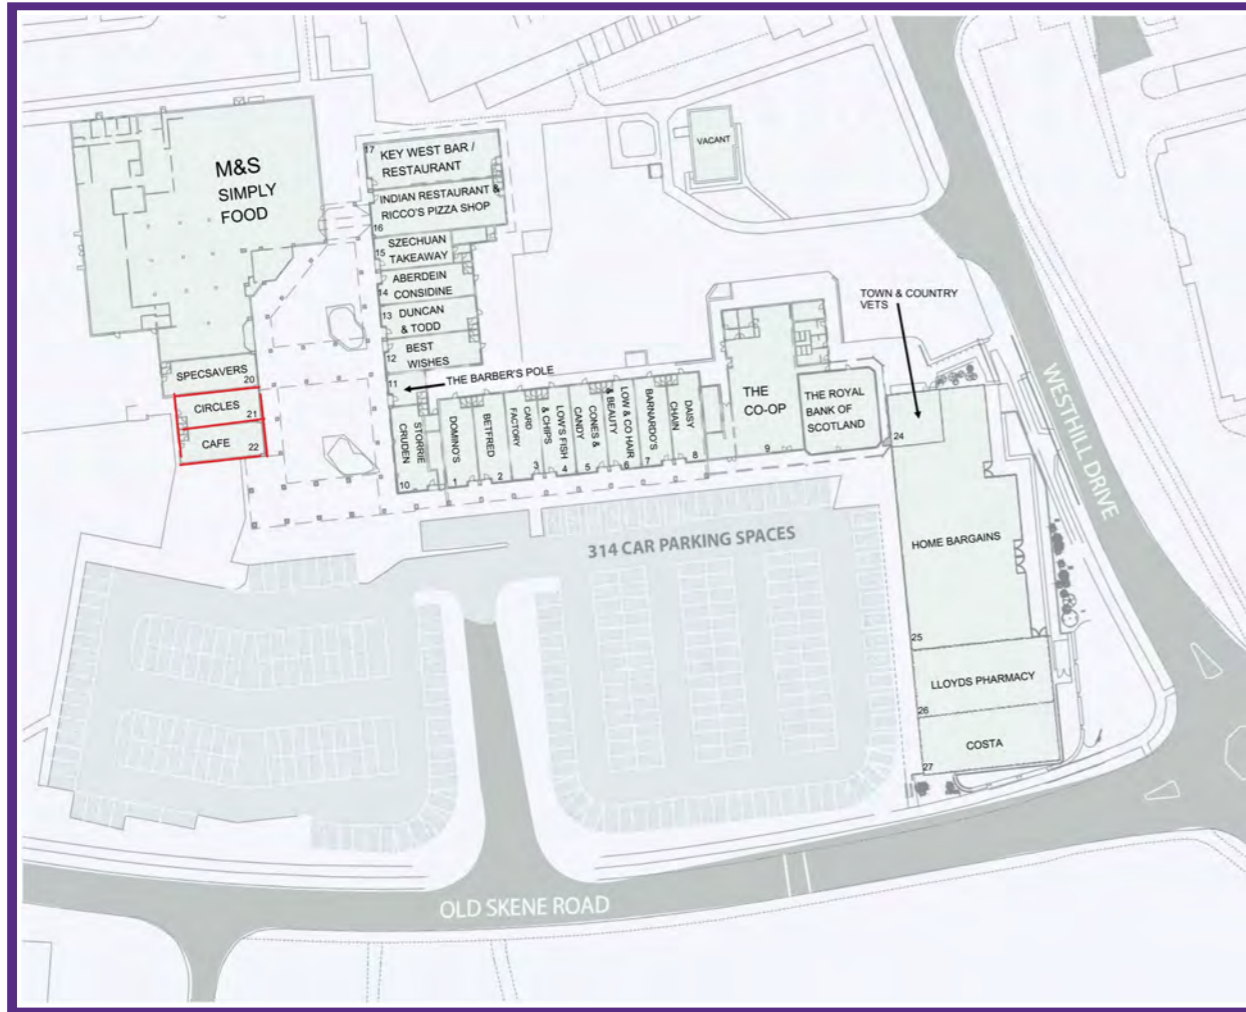 M&S
SIMPLY
FOOD
17
KEY WEST BAR /
RESTAURANT
INDIAN RESTAURANT &
RICCO'S PIZZA SHOP
16
SZECHUAN
15
TAKEAWAY
ABERDEIN
14
CONSIDINE
13
DUNCAN
& TODD
BEST
12
WISHES
11
THE BARBER'S POLE
VACANT
TOWN & COUNTRY
VETS
SPECSAVERS
20
CIRCLES
21
CAFE
22
STORRIE
CRUDEN
10
DOMINO'S
1
BETFRED
2
CARD
FACTORY
3
LOW'S FISH
& CHIPS
4
CONES &
CANDY
5
LOW & CO HAIR
& BEAUTY
6
BARNARDO'S
7
DAISY
CHAIN
8
THE
CO-OP
9
THE ROYAL
BANK OF
SCOTLAND
24
WESTHILL DRIVE
314 CAR PARKING SPACES
HOME BARGAINS
25
LLOYDS PHARMACY
26
COSTA
27
OLD SKENE ROAD